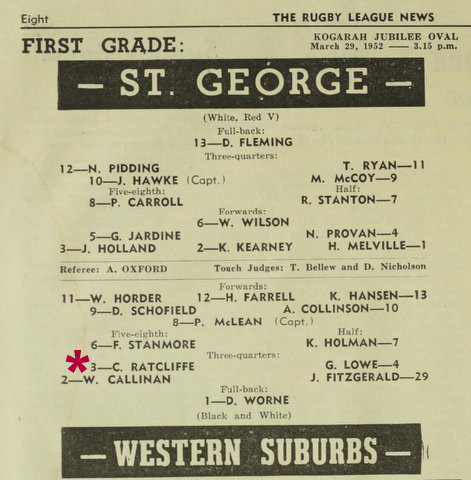 Eight THE RUGBY LEAGUE NEWS
FIRST GRADE: KOGARAH JUBILEE OVAL
March 29, 1952 —— 3.15 p.m.
— ST. GEORGE —
(White, Red V)
Full-back:
13—D. FLEMING
Three-quarters:
12—N. PIDDING T. RYAN—11
10—J. HAWKE (Capt.) M. McCOY—9
Five-eighth: Half:
8—P. CARROLL R. STANTON—7
Forwards:
6—W. WILSON
5—G. JARDINE N. PROVAN—4
3—J. HOLLAND 2—K. KEARNEY H. MELVILLE—1
Referee: A. OXFORD Touch Judges: T. Bellew and D. Nicholson
Forwards:
11—W. HORDER 12—H. FARRELL K. HANSEN—13
9—D. SCHOFIELD A. COLLINSON—10
8—P. McLEAN (Capt.)
Five-eighth: Half:
6—F. STANMORE K. HOLMAN—7
Three-quarters:
* 3—C. RATCLIFFE G. LOWE—4
2—W. CALLINAN J. FITZGERALD—29
Full-back:
1—D. WORNE
(Black and White)
— WESTERN SUBURBS —